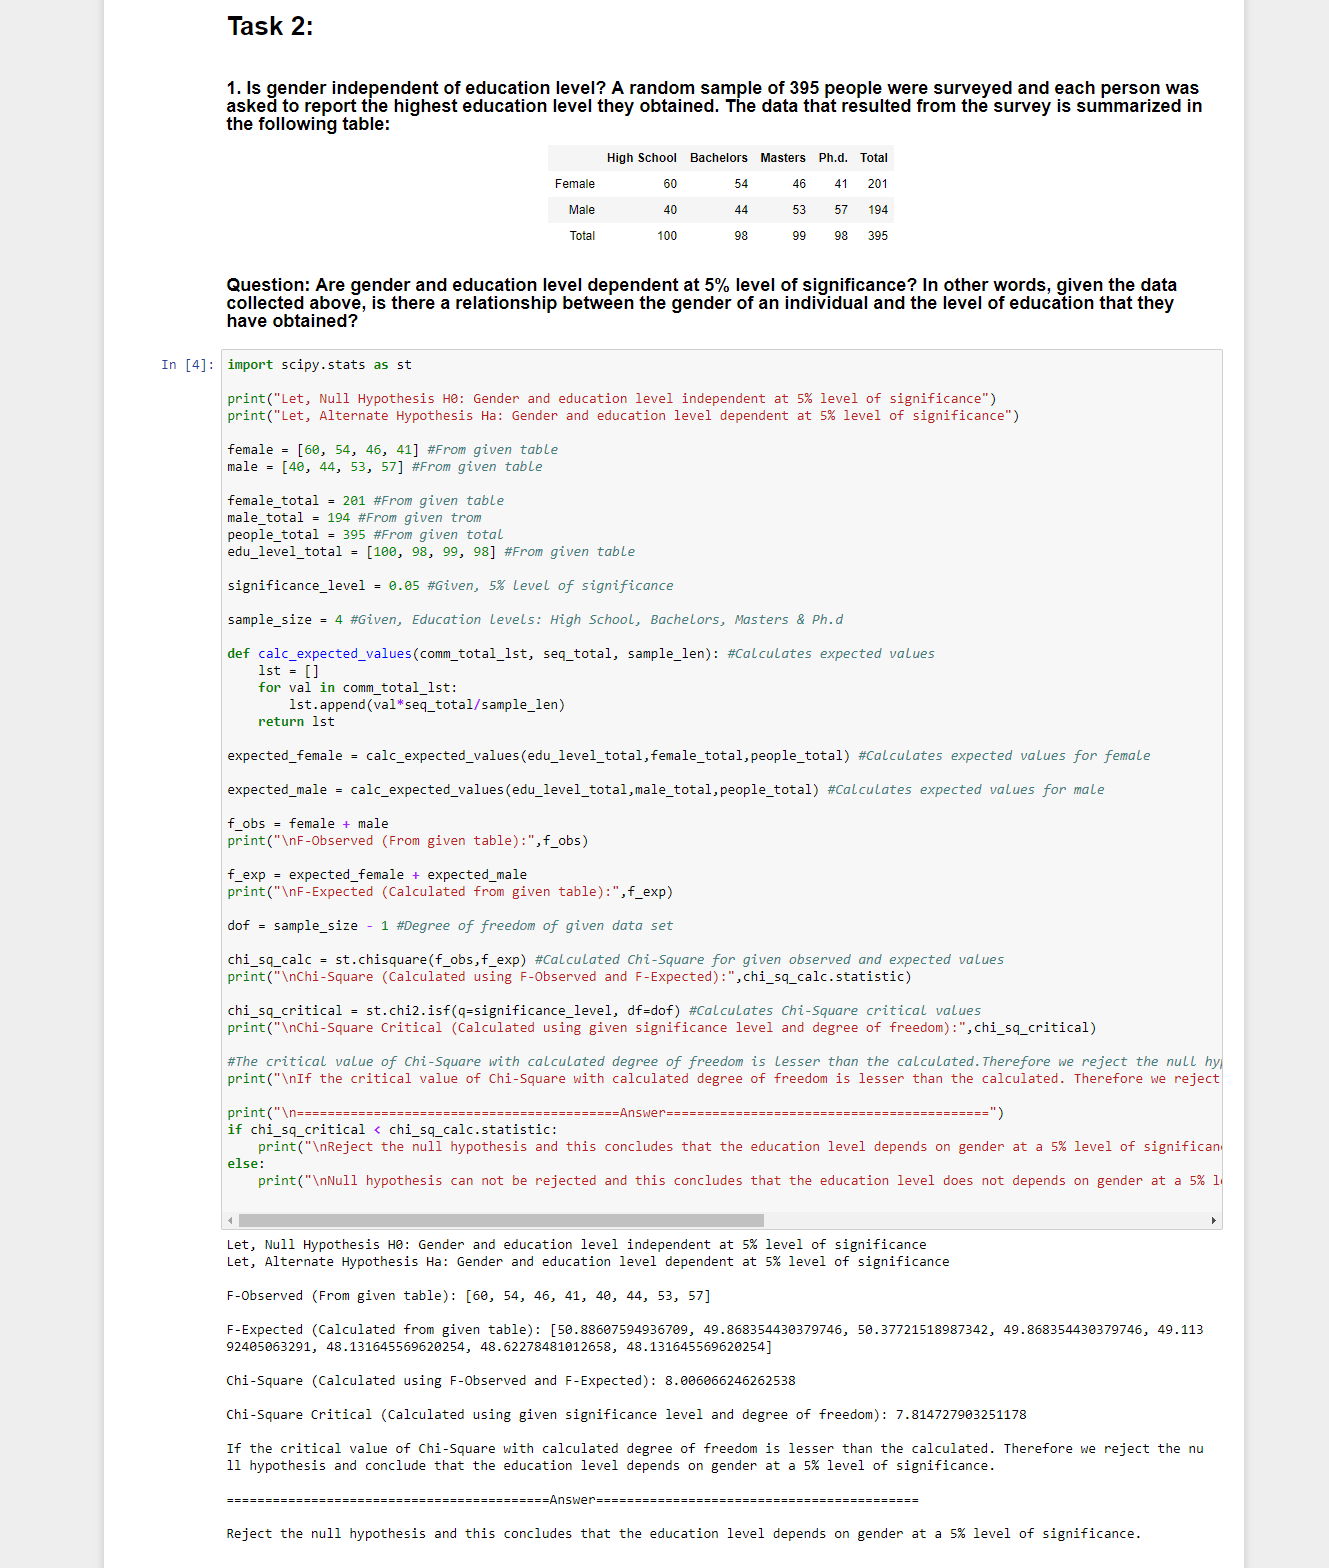 Task 2:
1. Is gender independent of education level? A random sample of 395 people were surveyed and each person was
asked to report the highest education level they obtained. The data that resulted from the survey is summarized in
the following table:
High School Bachelors Masters Ph.d. Total
Female 60 54 46 41 201
Male 40 44 53 57 194
Total 100 98 99 98 395
Question: Are gender and education level dependent at 5% level of significance? In other words, given the data
collected above, is there a relationship between the gender of an individual and the level of education that they
have obtained?
In [4]: import scipy.stats as st
print("Let, Null Hypothesis H0: Gender and education level independent at 5% level of significance")
print("Let, Alternate Hypothesis Ha: Gender and education level dependent at 5% level of significance")
female = [60, 54, 46, 41] #From given table
male = [40, 44, 53, 57] #From given table
female_total = 201 #From given table
male_total = 194 #From given trom
people_total = 395 #From given total
edu_level_total = [100, 98, 99, 98] #From given table
significance_level = 0.05 #Given, 5% level of significance
sample_size = 4 #Given, Education levels: High School, Bachelors, Masters & Ph.d
def calc_expected_values(comm_total_lst, seq_total, sample_len): #Calculates expected values
    lst = []
    for val in comm_total_lst:
        lst.append(val*seq_total/sample_len)
    return lst
expected_female = calc_expected_values(edu_level_total,female_total,people_total) #Calculates expected values for female
expected_male = calc_expected_values(edu_level_total,male_total,people_total) #Calculates expected values for male
f_obs = female + male
print("\nF-Observed (From given table):",f_obs)
f_exp = expected_female + expected_male
print("\nF-Expected (Calculated from given table):",f_exp)
dof = sample_size - 1 #Degree of freedom of given data set
chi_sq_calc = st.chisquare(f_obs,f_exp) #Calculated Chi-Square for given observed and expected values
print("\nChi-Square (Calculated using F-Observed and F-Expected):",chi_sq_calc.statistic)
chi_sq_critical = st.chi2.isf(q=significance_level, df=dof) #Calculates Chi-Square critical values
print("\nChi-Square Critical (Calculated using given significance level and degree of freedom):",chi_sq_critical)
#The critical value of Chi-Square with calculated degree of freedom is lesser than the calculated.Therefore we reject the null
print("\nIf the critical value of Chi-Square with calculated degree of freedom is lesser than the calculated. Therefore we reject
print("\n==========================================Answer==========================================")
if chi_sq_critical < chi_sq_calc.statistic:
    print("\nReject the null hypothesis and this concludes that the education level depends on gender at a 5% level of
else:
    print("\nNull hypothesis can not be rejected and this concludes that the education level does not depends on gender at a 5%
Let, Null Hypothesis H0: Gender and education level independent at 5% level of significance
Let, Alternate Hypothesis Ha: Gender and education level dependent at 5% level of significance
F-Observed (From given table): [60, 54, 46, 41, 40, 44, 53, 57]
F-Expected (Calculated from given table): [50.88607594936709, 49.868354430379746, 50.37721518987342, 49.868354430379746, 49.113
92405063291, 48.131645569620254, 48.62278481012658, 48.131645569620254]
Chi-Square (Calculated using F-Observed and F-Expected): 8.006066246262538
Chi-Square Critical (Calculated using given significance level and degree of freedom): 7.814727903251178
If the critical value of Chi-Square with calculated degree of freedom is lesser than the calculated. Therefore we reject the nu
ll hypothesis and conclude that the education level depends on gender at a 5% level of significance.
==========================================Answer==========================================
Reject the null hypothesis and this concludes that the education level depends on gender at a 5% level of significance.